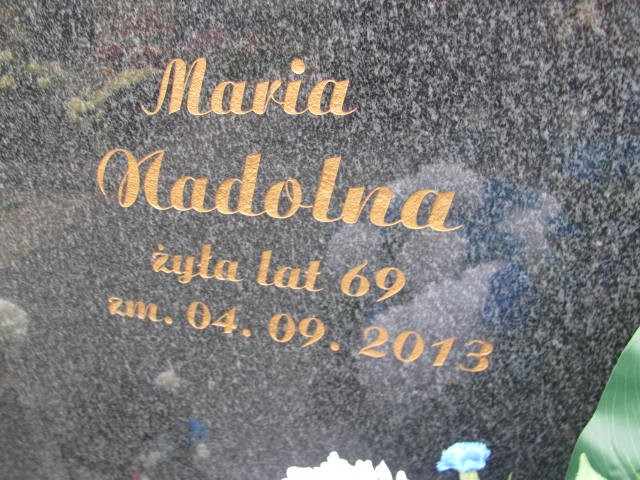 Maria
Nadolna
żyła lat 69
zm. 04. 09. 2013